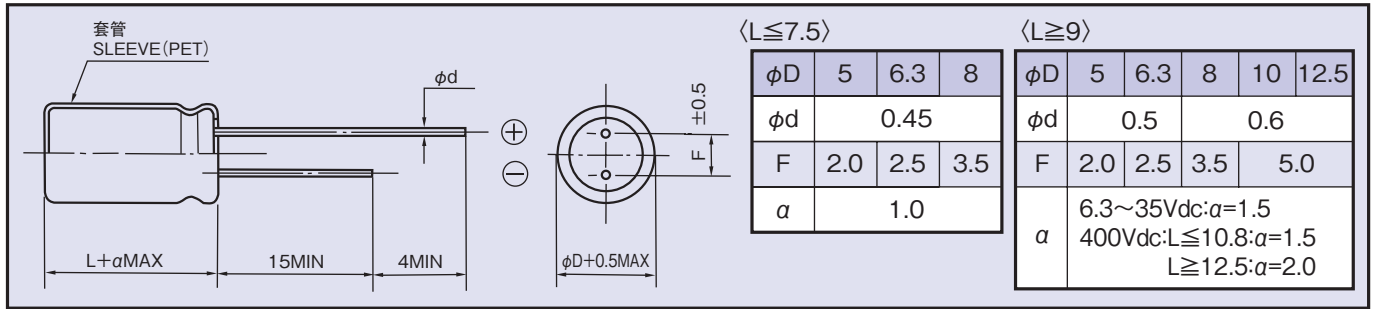 套管
SLEEVE(PET)
φd
⊕
⊖
F ±0.5
L+αMAX
15MIN
4MIN
φD+0.5MAX
〈L≦7.5〉
φD 5 6.3 8
φd 0.45
F 2.0 2.5 3.5
α 1.0
〈L≧9〉
φD 5 6.3 8 10 12.5
φd 0.5 0.6
F 2.0 2.5 3.5 5.0
α 6.3～35Vdc:α=1.5
400Vdc:L≦10.8:α=1.5
L≧12.5:α=2.0